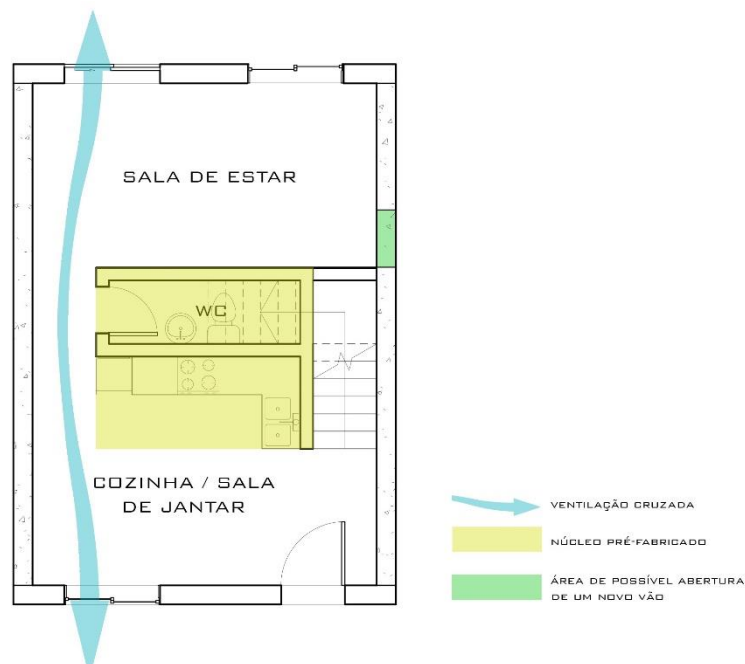 SALA DE ESTAR
WC
COZINHA / SALA
DE JANTAR
VENTILAÇÃO CRUZADA
NÚCLEO PRÉ-FABRICADO
ÁREA DE POSSÍVEL ABERTURA
DE UM NOVO VÃO